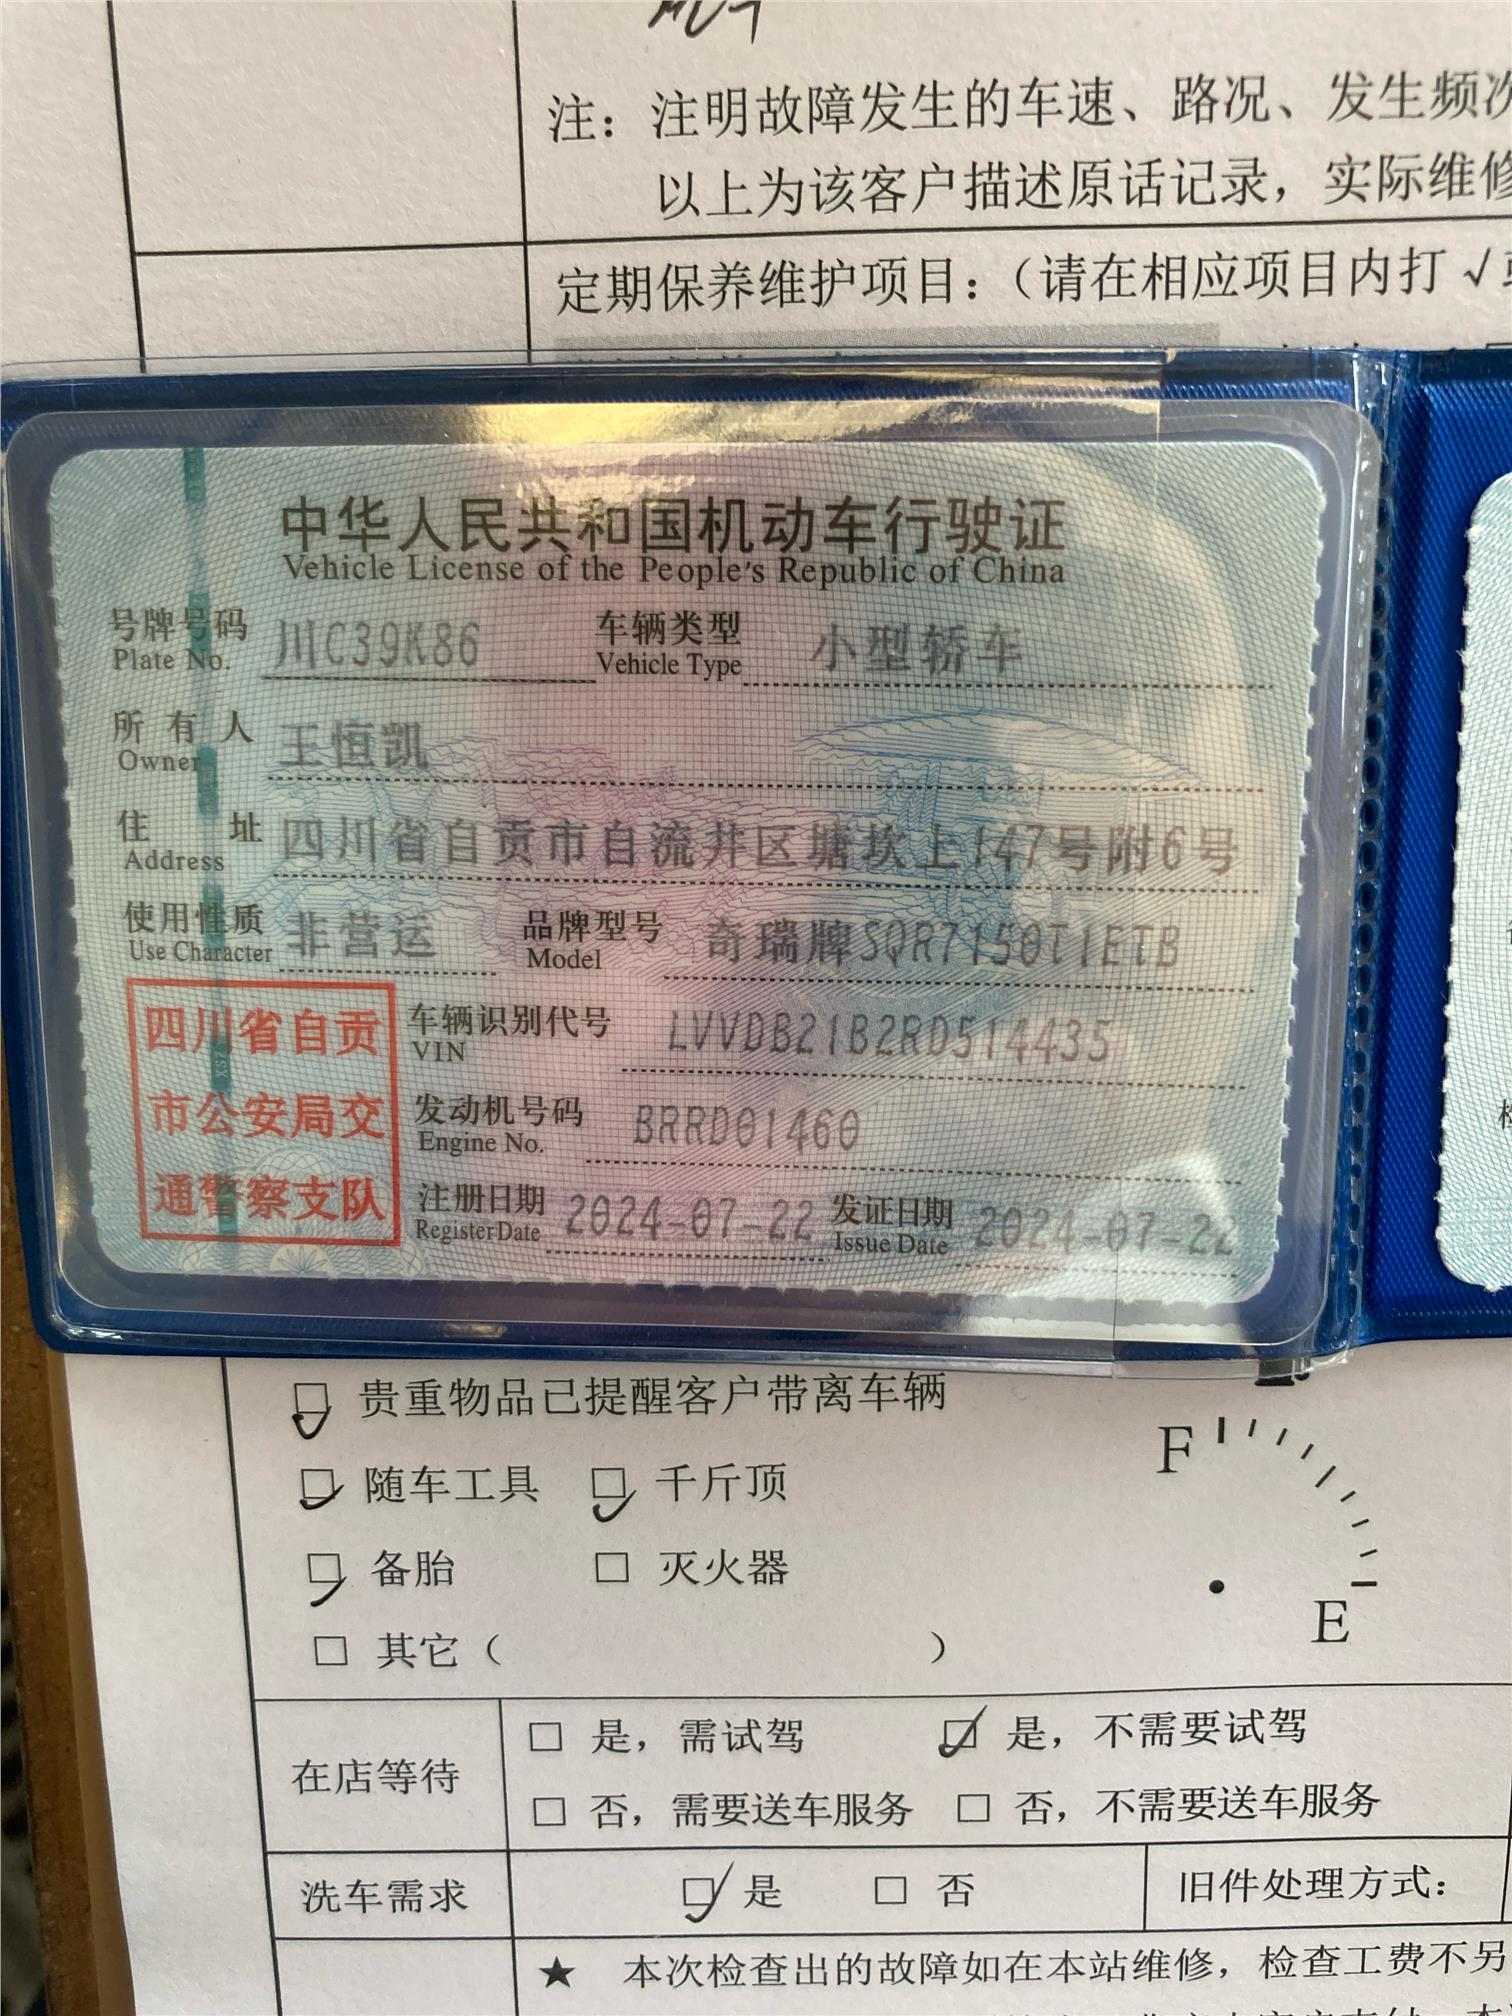 注：注明故障发生的车速、路况、发生频次
以上为该客户描述原话记录，实际维修
定期保养维护项目：（请在相应项目内打√
中华人民共和国机动车行驶证
Vehicle License of the People's Republic of China
号牌号码 川C39K86 车辆类型 小型轿车
Plate No. Vehicle Type
所有人 王恒凯
Owner
住址 四川省自贡市自流井区塘坎上147号附6号
Address
使用性质 非营运 品牌型号 奇瑞牌SQR7150T1ETB
Use Character Model
四川省自贡
市公安局交
通警察支队
车辆识别代号 LVVDB21B2RD514435
VIN
发动机号码 BRRD01460
Engine No.
注册日期 2024-07-22 发证日期 2024-07-22
Register Date Issue Date
贵重物品已提醒客户带离车辆
随车工具 千斤顶
备胎 灭火器
其它（ ）
F
E
在店等待
是，需试驾 是，不需要试驾
否，需要送车服务 否，不需要送车服务
洗车需求 是 否 旧件处理方式：
★ 本次检查出的故障如在本站维修，检查工费不另